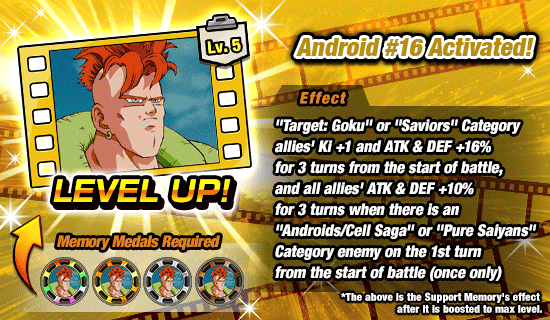 Lv. 5
LEVEL UP!
Memory Medals Required
Android #16 Activated!
Effect
"Target: Goku" or "Saviors" Category
allies' Ki +1 and ATK & DEF +16%
for 3 turns from the start of battle,
and all allies' ATK & DEF +10%
for 3 turns when there is an
"Androids/Cell Saga" or "Pure Saiyans"
Category enemy on the 1st turn
from the start of battle (once only)
*The above is the Support Memory's effect
after it is boosted to max level.